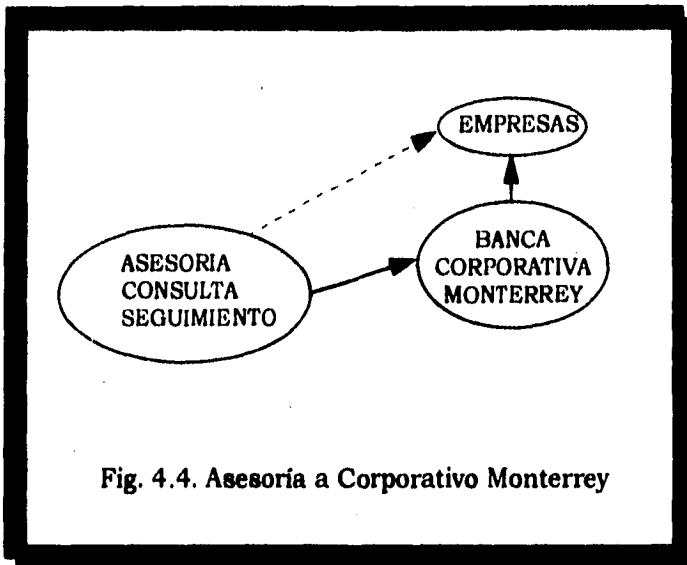 EMPRESAS
ASESORIA
CONSULTA
SEGUIMIENTO
BANCA
CORPORATIVA
MONTERREY
Fig. 4.4. Asesoría a Corporativo Monterrey